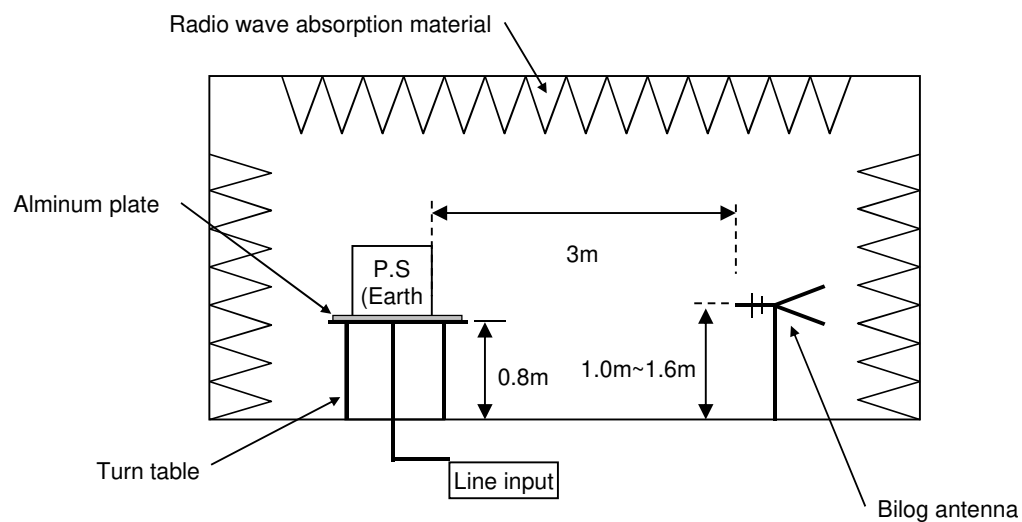 Radio wave absorption material
Alminum plate
3m
P.S
(Earth
0.8m
1.0m~1.6m
Turn table
Line input
Bilog antenna